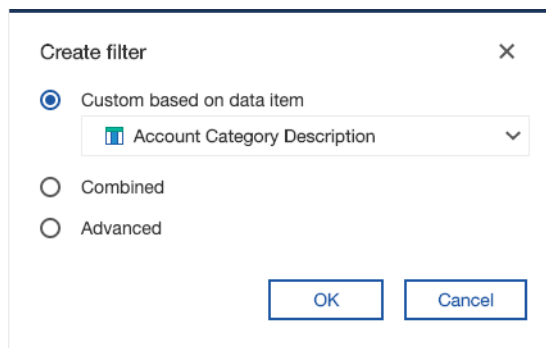 Create filter
Custom based on data item
Account Category Description
Combined
Advanced
OK
Cancel